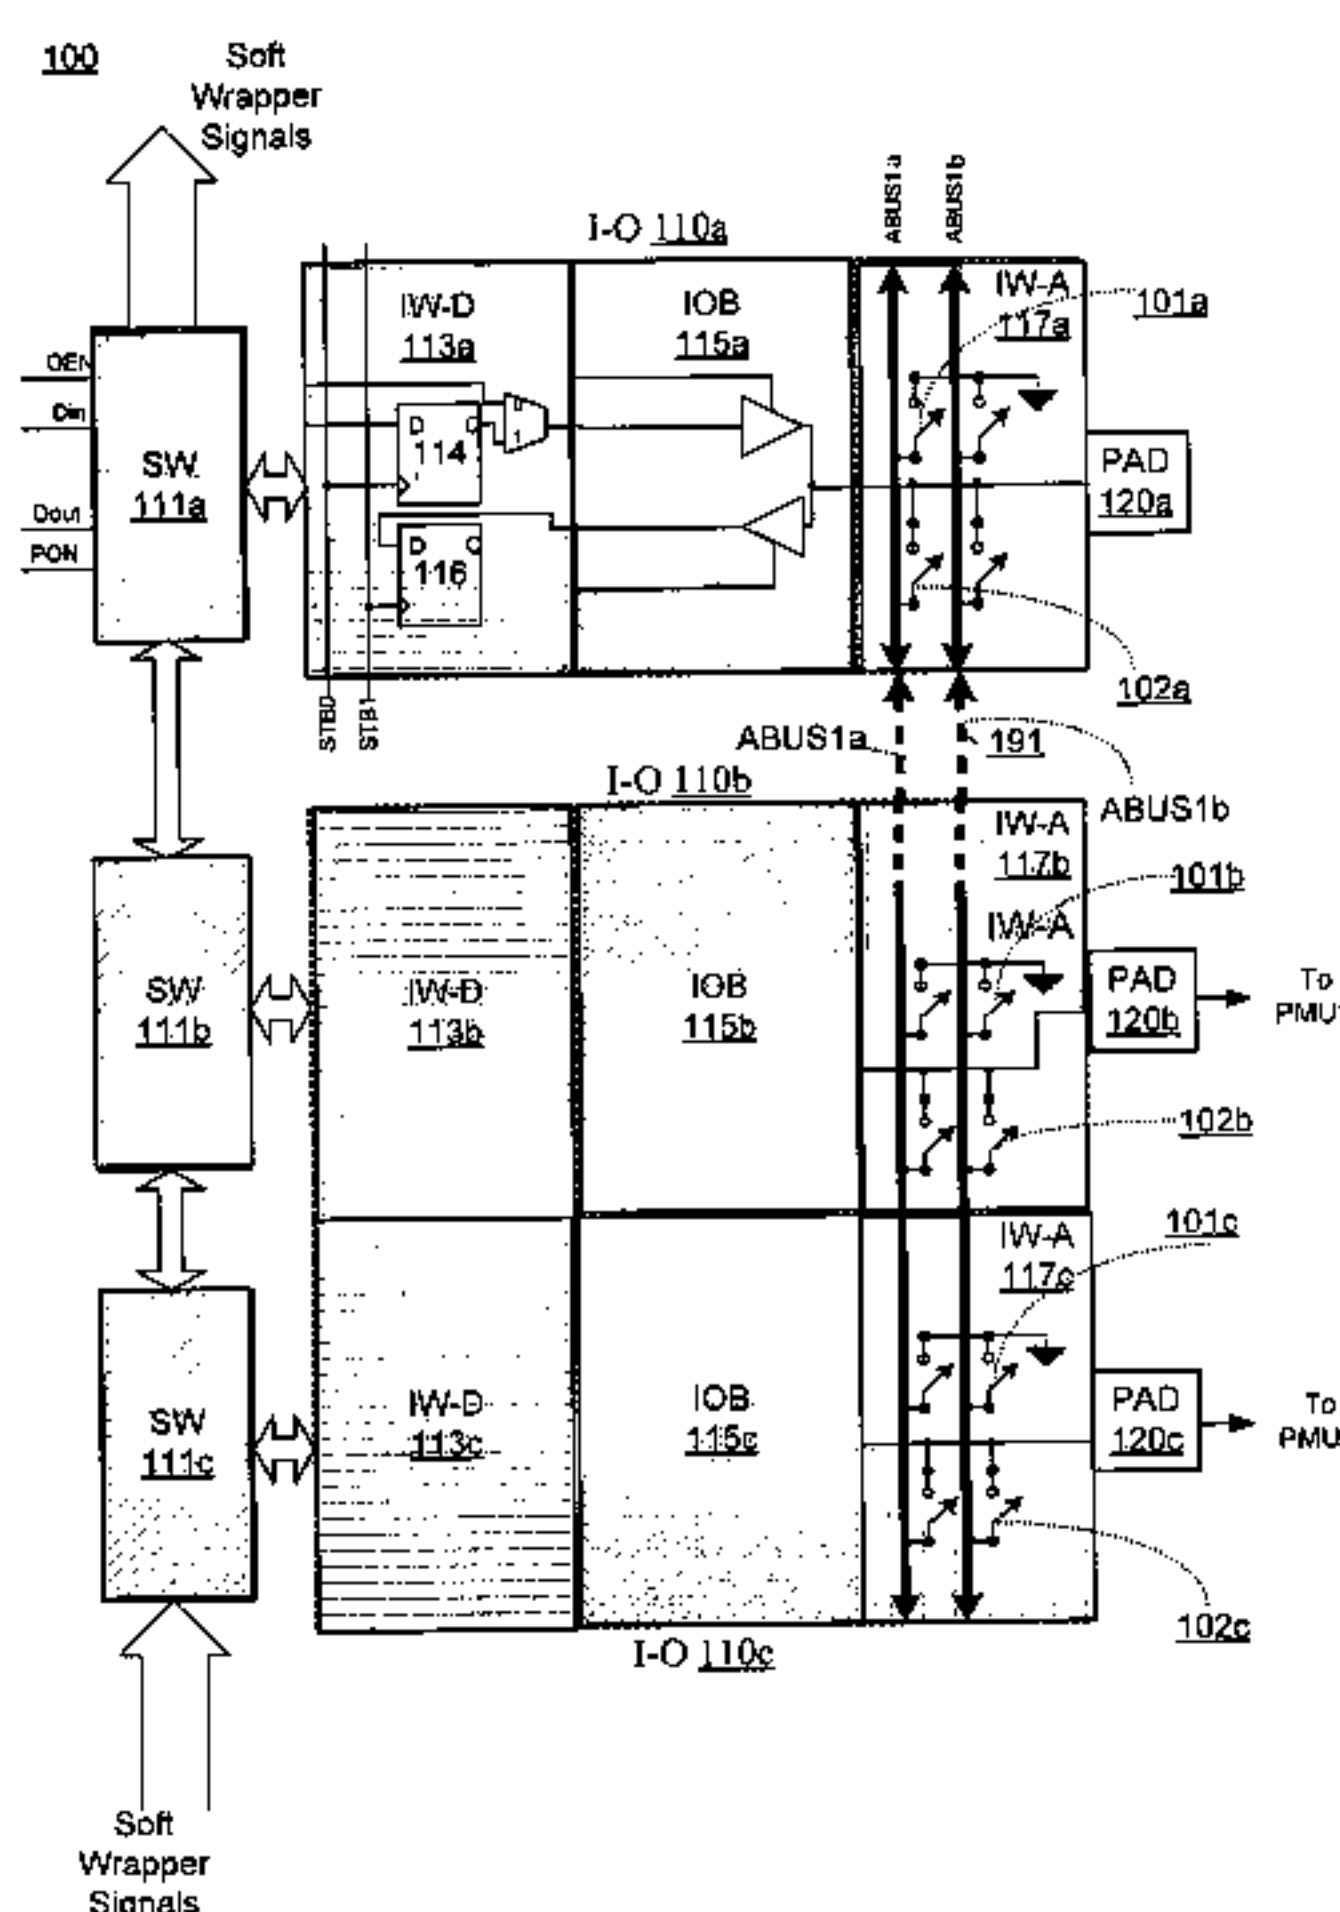 100
Soft
Wrapper
Signals
ABUS1a
ABUS1b
I-O 110a
IW-D
113a
IOB
115a
IW-A
117a
101a
OEN
Din
SW
111a
Dout
PON
D Q
114
0
1
D Q
116
PAD
120a
102a
STB0
STB1
ABUS1a
191
I-O 110b
ABUS1b
IW-A
117b
101b
IW-A
SW
111b
IW-D
113b
IOB
115b
PAD
120b
To
102b
101c
IW-A
117c
SW
111c
IW-D
113c
IOB
115c
PAD
120c
To
102c
I-O 110c
Soft
Wrapper
Signals